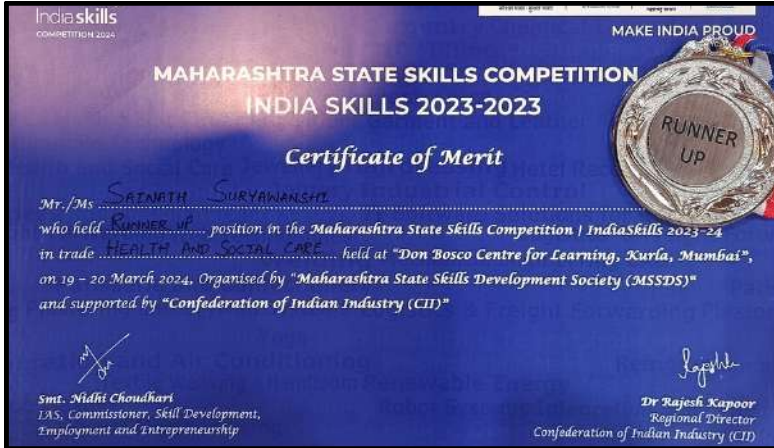 Indiaskills
COMPETITION 2024
MAKE INDIA PROUD
MAHARASHTRA STATE SKILLS COMPETITION
INDIA SKILLS 2023-2023
RUNNER
UP
Certificate of Merit
Mr./Ms SAINATH SURYAWANSHI
who held RUNNER UP position in the Maharashtra State Skills Competition | IndiaSkills 2023-24
in trade HEALTH AND SOCIAL CARE held at "Don Bosco Centre for Learning, Kurla, Mumbai",
on 19 – 20 March 2024, Organised by "Maharashtra State Skills Development Society (MSSDS)"
and supported by "Confederation of Indian Industry (CII)"
Smt. Nidhi Choudhari
IAS, Commissioner, Skill Development,
Employment and Entrepreneurship
Rajesh
Dr Rajesh Kapoor
Regional Director
Confederation of Indian Industry (CII)